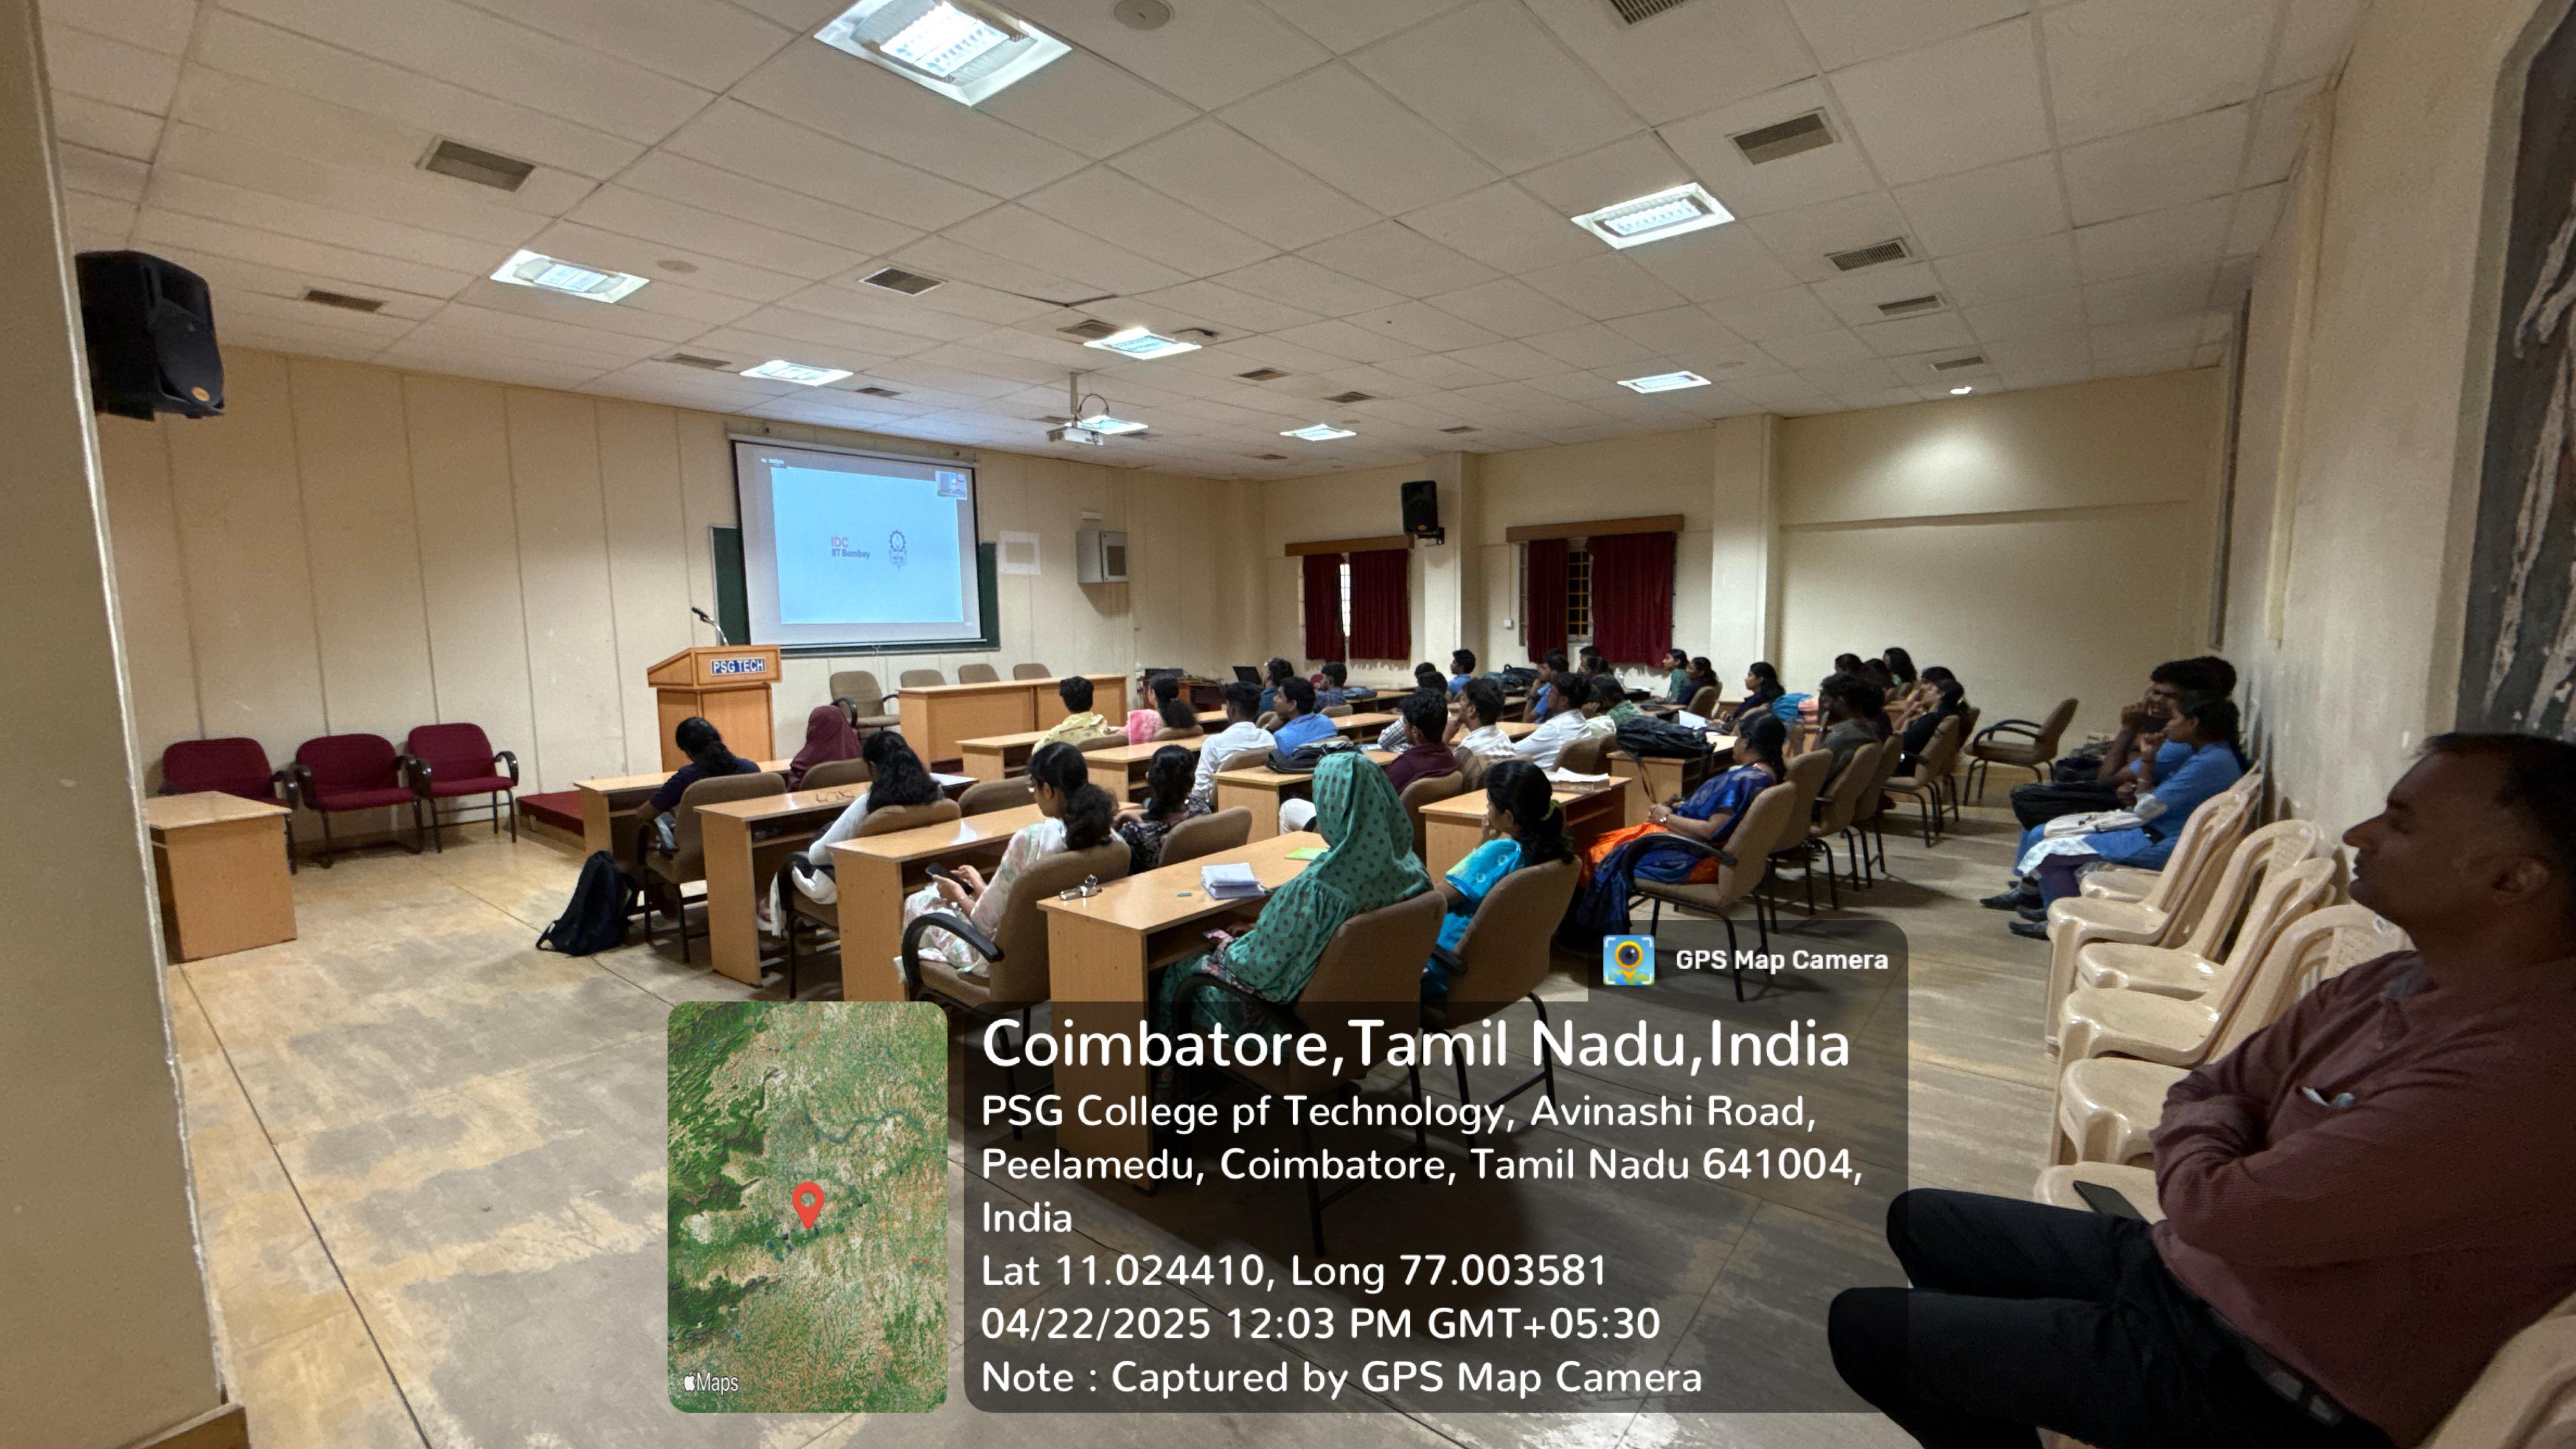 IDC
IIT Bombay
PSG TECH
GPS Map Camera
Coimbatore,Tamil Nadu,India
PSG College pf Technology, Avinashi Road,
Peelamedu, Coimbatore, Tamil Nadu 641004,
India
Lat 11.024410, Long 77.003581
04/22/2025 12:03 PM GMT+05:30
Note : Captured by GPS Map Camera
Maps